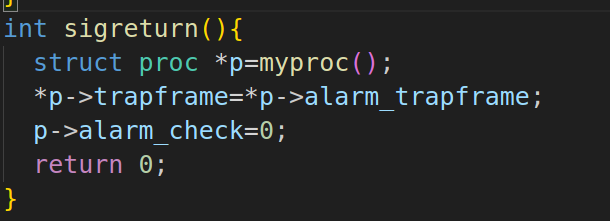 }
int sigreturn(){
struct proc *p=myproc();
*p->trapframe=*p->alarm_trapframe;
p->alarm_check=0;
return 0;
}